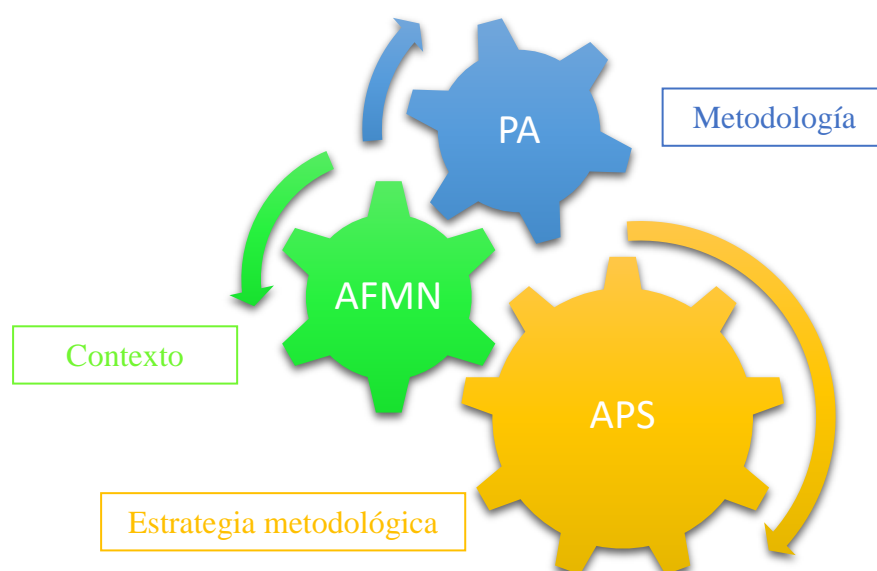 PA
Metodología
AFMN
Contexto
APS
Estrategia metodológica